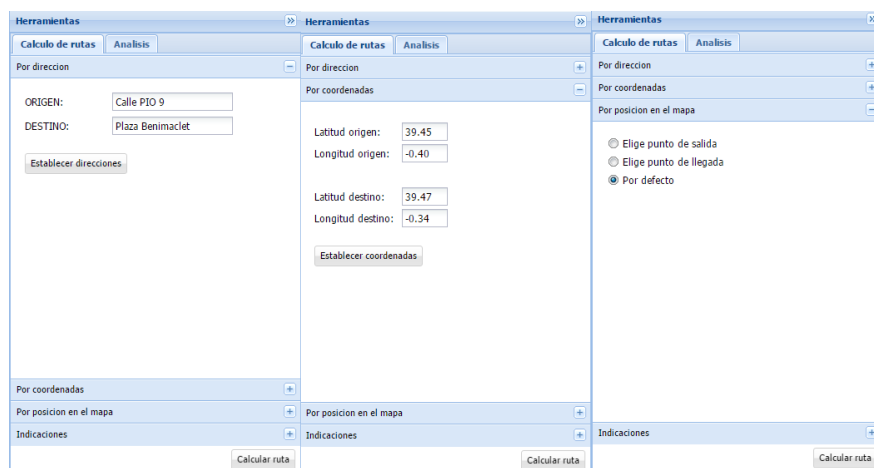 Herramientas
Calculo de rutas Analisis
Por direccion
ORIGEN: Calle PIO 9
DESTINO: Plaza Benimaclet
Establecer direcciones
Por coordenadas
Por posicion en el mapa
Indicaciones
Calcular ruta
Herramientas
Calculo de rutas Analisis
Por direccion
Por coordenadas
Latitud origen: 39.45
Longitud origen: -0.40
Latitud destino: 39.47
Longitud destino: -0.34
Establecer coordenadas
Por posicion en el mapa
Indicaciones
Calcular ruta
Herramientas
Calculo de rutas Analisis
Por direccion
Por coordenadas
Por posicion en el mapa
Elige punto de salida
Elige punto de llegada
Por defecto
Indicaciones
Calcular ruta